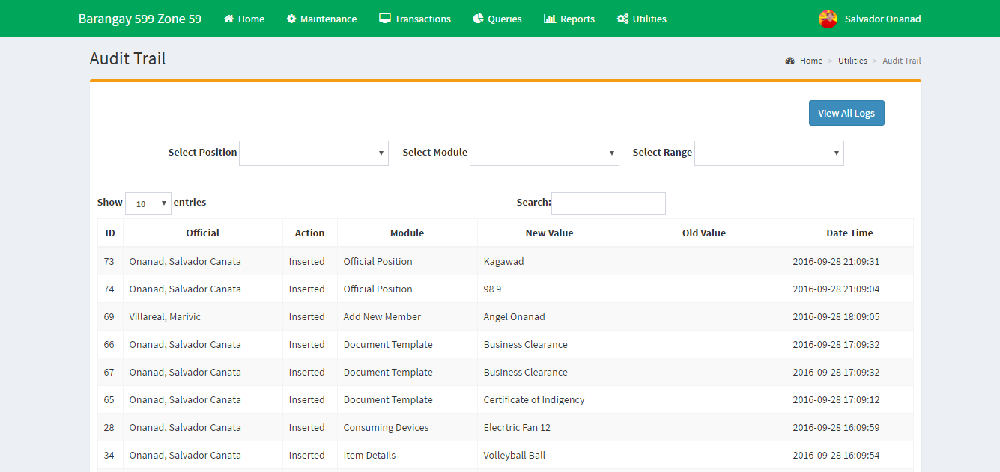 Barangay 599 Zone 59 Home Maintenance Transactions Queries Reports Utilities Salvador Onanad
Audit Trail Home > Utilities > Audit Trail
View All Logs
Select Position Select Module Select Range
Show 10 entries Search:
ID Official Action Module New Value Old Value Date Time
73 Onanad, Salvador Canata Inserted Official Position Kagawad 2016-09-28 21:09:31
74 Onanad, Salvador Canata Inserted Official Position 98 9 2016-09-28 21:09:04
69 Villareal, Marivic Inserted Add New Member Angel Onanad 2016-09-28 18:09:05
66 Onanad, Salvador Canata Inserted Document Template Business Clearance 2016-09-28 17:09:32
67 Onanad, Salvador Canata Inserted Document Template Business Clearance 2016-09-28 17:09:32
65 Onanad, Salvador Canata Inserted Document Template Certificate of Indigency 2016-09-28 17:09:12
28 Onanad, Salvador Canata Inserted Consuming Devices Elecrtric Fan 12 2016-09-28 16:09:59
34 Onanad, Salvador Canata Inserted Item Details Volleyball Ball 2016-09-28 16:09:54